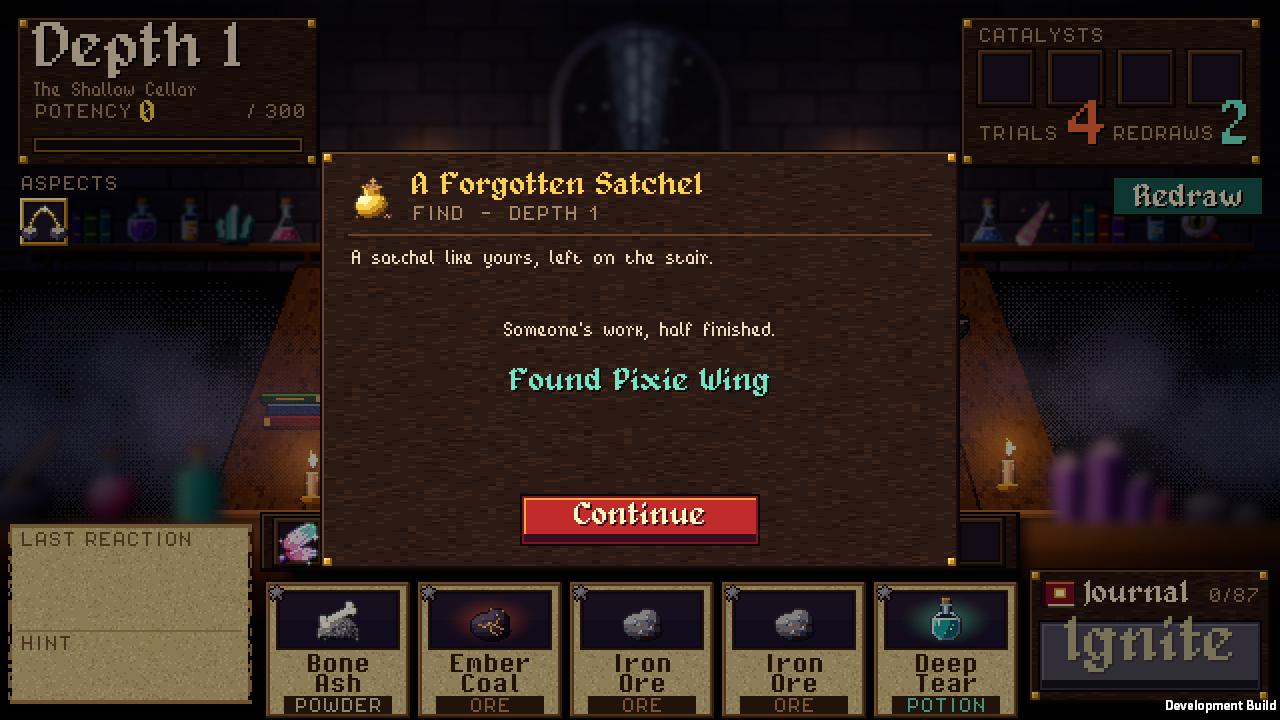 Depth 1
The Shallow Cellar
POTENCY 0 / 300
ASPECTS
CATALYSTS
TRIALS 4 REDRAWS 2
Redraw
A Forgotten Satchel
FIND - DEPTH 1
A satchel like yours, left on the stair.
Someone's work, half finished.
Found Pixie Wing
Continue
LAST REACTION
HINT
Bone
Ash
POWDER
Ember
Coal
ORE
Iron
Ore
ORE
Iron
Ore
ORE
Deep
Tear
POTION
Journal 0/87
Ignite
Development Build